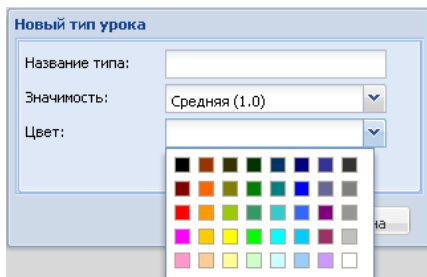 Новый тип урока
Название типа:
Значимость: Средняя (1.0)
Цвет: